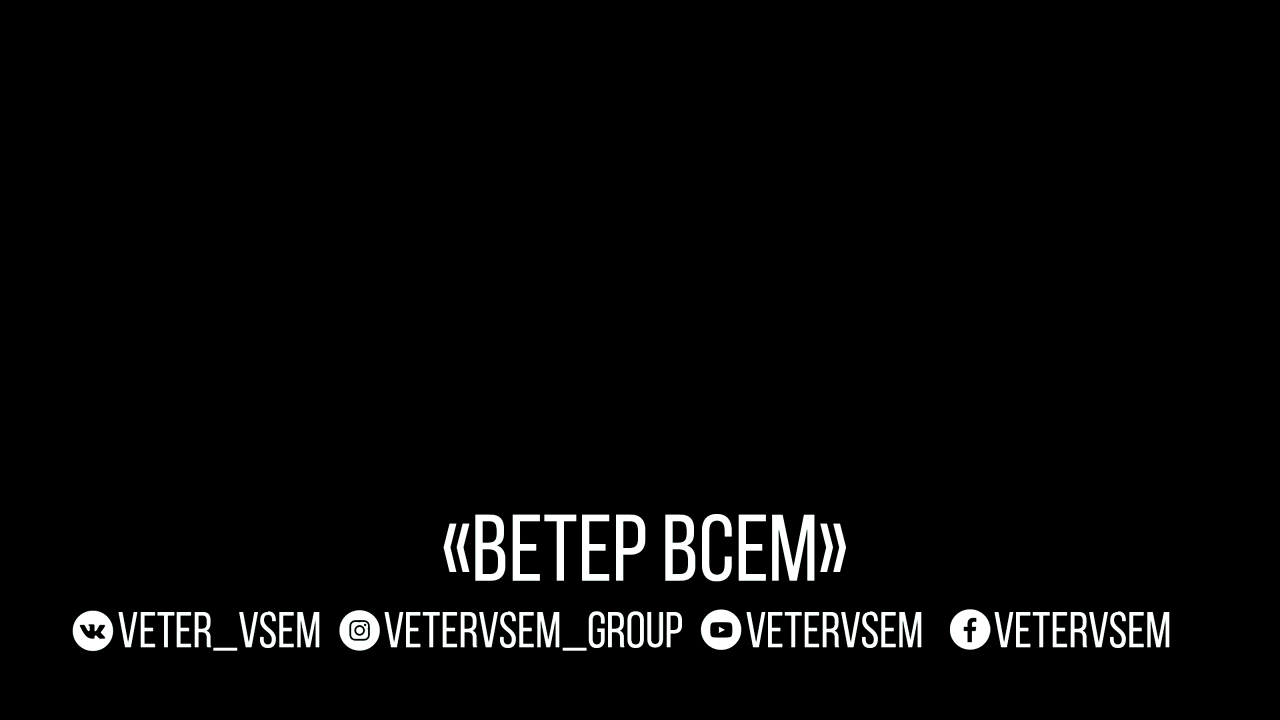 «ВЕТЕР ВСЕМ»
VETER_VSEM VETERVSEM_GROUP VETERVSEM VETERVSEM